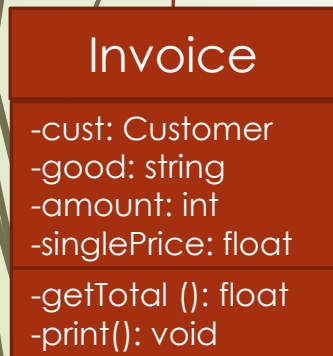 Invoice
-cust: Customer
-good: string
-amount: int
-singlePrice: float
-getTotal (): float
-print(): void